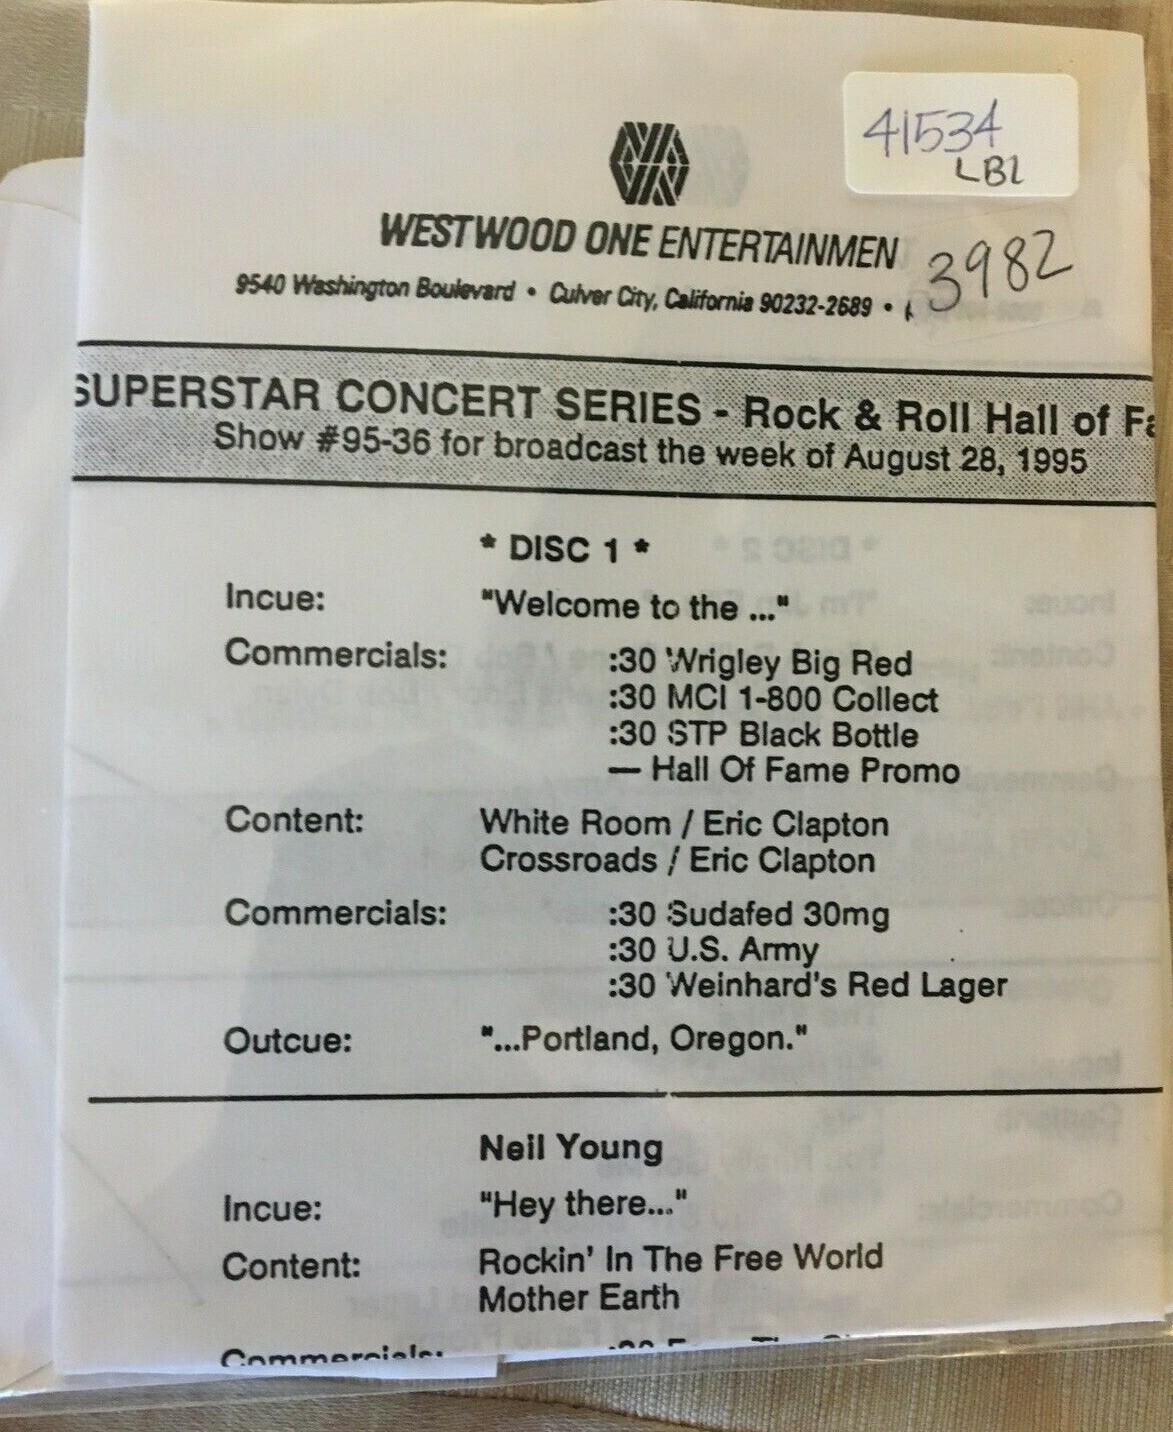 41534
LBL
WESTWOOD ONE ENTERTAINMEN
3982
9540 Washington Boulevard • Culver City, California 90232-2689 •
SUPERSTAR CONCERT SERIES - Rock & Roll Hall of Fa
Show #95-36 for broadcast the week of August 28, 1995
* DISC 1 *
Incue: "Welcome to the ..."
Commercials: :30 Wrigley Big Red
:30 MCI 1-800 Collect
:30 STP Black Bottle
— Hall Of Fame Promo
Content: White Room / Eric Clapton
Crossroads / Eric Clapton
Commercials: :30 Sudafed 30mg
:30 U.S. Army
:30 Weinhard's Red Lager
Outcue: "...Portland, Oregon."
Neil Young
Incue: "Hey there..."
Content: Rockin' In The Free World
Mother Earth
Commercials: